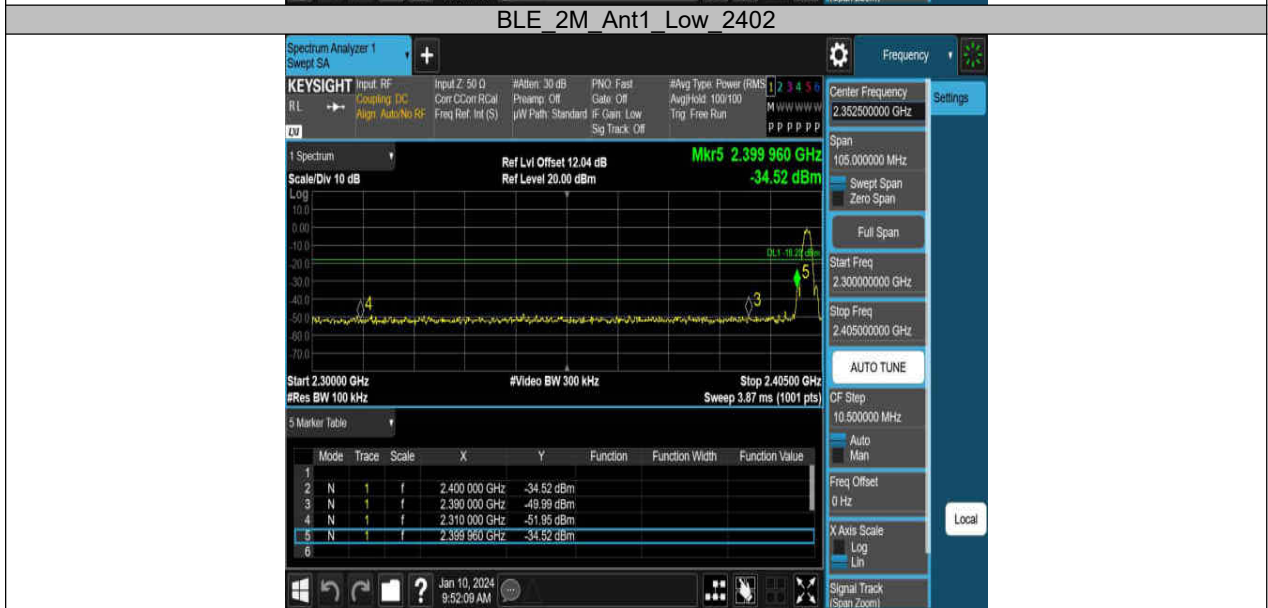 BLE_2M_Ant1_Low_2402
Spectrum Analyzer 1
Swept SA
+
Frequency
KEYSIGHT Input: RF Input Z: 50 Ω #Atten: 30 dB PNO: Fast #Avg Type: Power (RMS 1 2 3 4 5 6
RL Coupling: DC Corr CCorr RCal Preamp: Off Gate: Off Avg|Hold: 100/100 M W W W W W
Align: Auto/No RF Freq Ref: Int (S) µW Path: Standard IF Gain: Low Trig: Free Run
Sig Track: Off P P P P P P
LXI
Center Frequency
2.352500000 GHz
Settings
1 Spectrum
Ref Lvl Offset 12.04 dB
Mkr5 2.399 960 GHz
Scale/Div 10 dB
Ref Level 20.00 dBm
-34.52 dBm
Log
10.0
0.00
-10.0
-20.0
-30.0
-40.0
-50.0
-60.0
-70.0
5
4
3
Start 2.30000 GHz #Video BW 300 kHz Stop 2.40500 GHz
#Res BW 100 kHz Sweep 3.87 ms (1001 pts)
Span
105.000000 MHz
Swept Span
Zero Span
Full Span
Start Freq
2.300000000 GHz
Stop Freq
2.405000000 GHz
AUTO TUNE
CF Step
10.500000 MHz
Auto
Man
Freq Offset
0 Hz
X Axis Scale
Log
Lin
Signal Track
(Span Zoom)
Local
5 Marker Table
Mode Trace Scale X Y Function Function Width Function Value
1
2 N 1 f 2.400 000 GHz -34.52 dBm
3 N 1 f 2.390 000 GHz -49.99 dBm
4 N 1 f 2.310 000 GHz -51.95 dBm
5 N 1 f 2.399 960 GHz -34.52 dBm
6
? Jan 10, 2024
9:52:09 AM